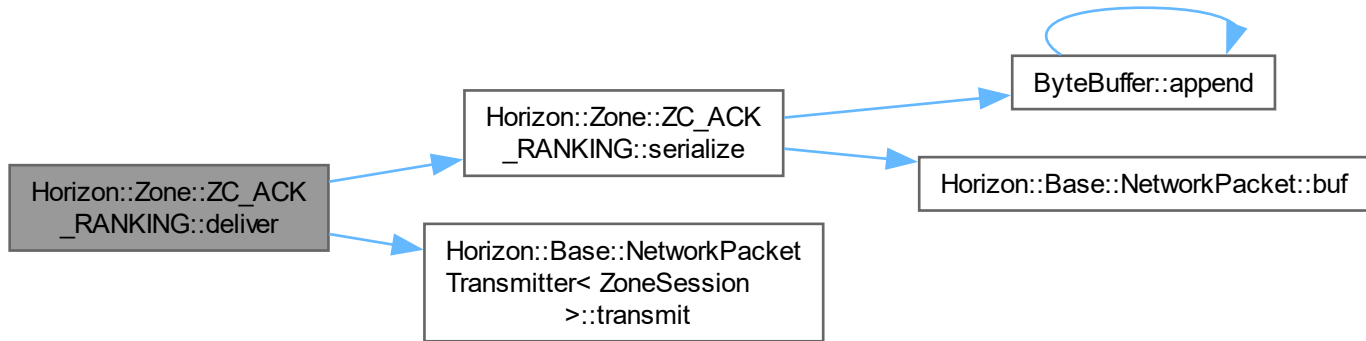 Horizon::Zone::ZC_ACK
_RANKING::deliver
Horizon::Zone::ZC_ACK
_RANKING::serialize
ByteBuffer::append
Horizon::Base::NetworkPacket::buf
Horizon::Base::NetworkPacket
Transmitter< ZoneSession
>::transmit